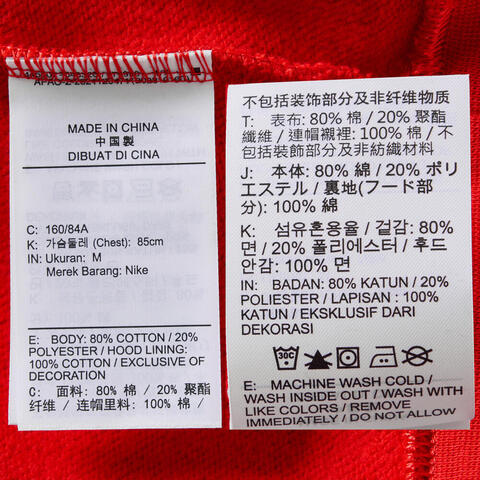 MADE IN CHINA
中国製
DIBUAT DI CINA
C: 160/84A
K: 가슴둘레 (Chest): 85cm
IN: Ukuran: M
Merek Barang: Nike
E: BODY: 80% COTTON / 20%
POLYESTER / HOOD LINING:
100% COTTON / EXCLUSIVE OF
DECORATION
C: 面料: 80% 棉 / 20% 聚酯
纤维 / 连帽里料: 100% 棉 /
不包括装饰部分及非纤维物质
T: 表布: 80% 棉 / 20% 聚酯
纖維 / 連帽襯裡: 100% 棉 / 不
包括裝飾部分及非紡織材料
J: 本体: 80% 綿 / 20% ポリ
エステル / 裏地(フード部
分): 100% 綿
K: 섬유혼용율 / 겉감: 80%
면 / 20% 폴리에스터 / 후드
안감: 100% 면
IN: BADAN: 80% KATUN / 20%
POLIESTER / LAPISAN : 100%
KATUN / EKSKLUSIF DARI
DEKORASI
30C
E: MACHINE WASH COLD /
WASH INSIDE OUT / WASH WITH
LIKE COLORS / REMOVE
IMMEDIATELY / DO NOT ALLOW